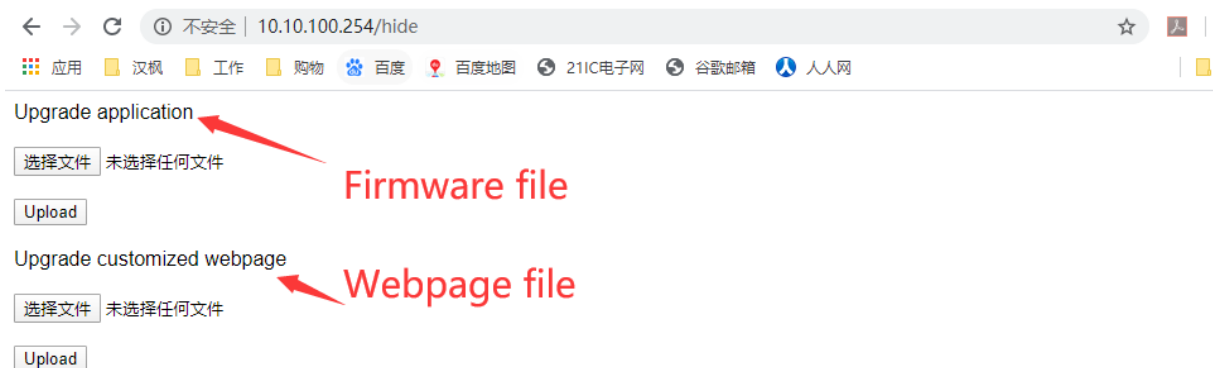 不安全 | 10.10.100.254/hide
应用 汉枫 工作 购物 百度 百度地图 21IC电子网 谷歌邮箱 人人网
Upgrade application
选择文件 未选择任何文件
Firmware file
Upload
Upgrade customized webpage
Webpage file
选择文件 未选择任何文件
Upload